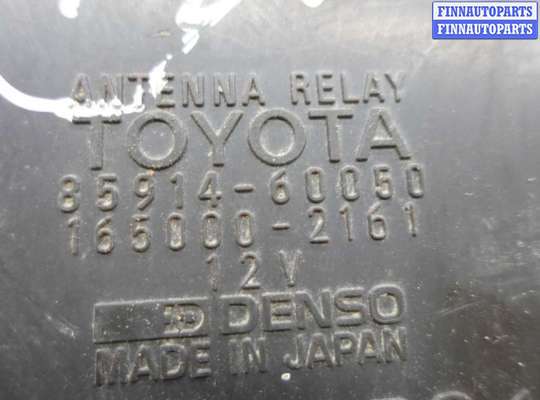 FINNAUTOPARTS
FINNAUTOPARTS
ANTENNA RELAY
TOYOTA
85914-60050
165000-2161
12V
DENSO
MADE IN JAPAN